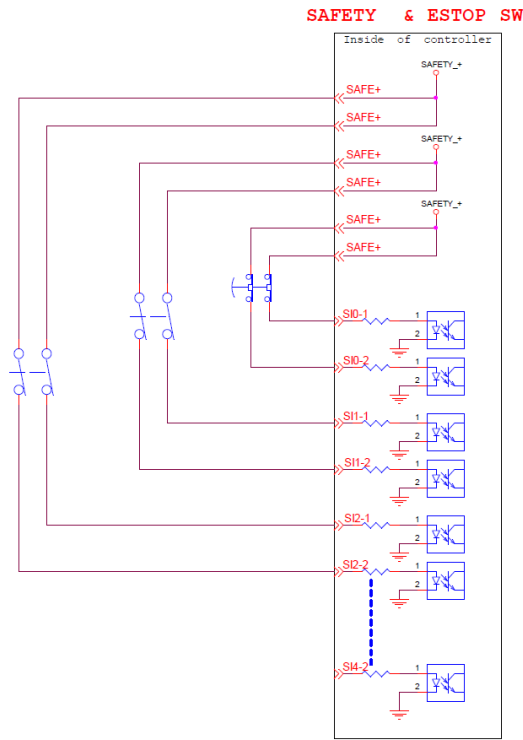 SAFETY & ESTOP SW
Inside of controller
SAFETY_+
SAFE+
SAFE+
SAFETY_+
SAFE+
SAFE+
SAFETY_+
SAFE+
SAFE+
SI0-1
1
2
SI0-2
1
2
SI1-1
1
2
SI1-2
1
2
SI2-1
1
2
SI2-2
1
2
SI4-2
1
2